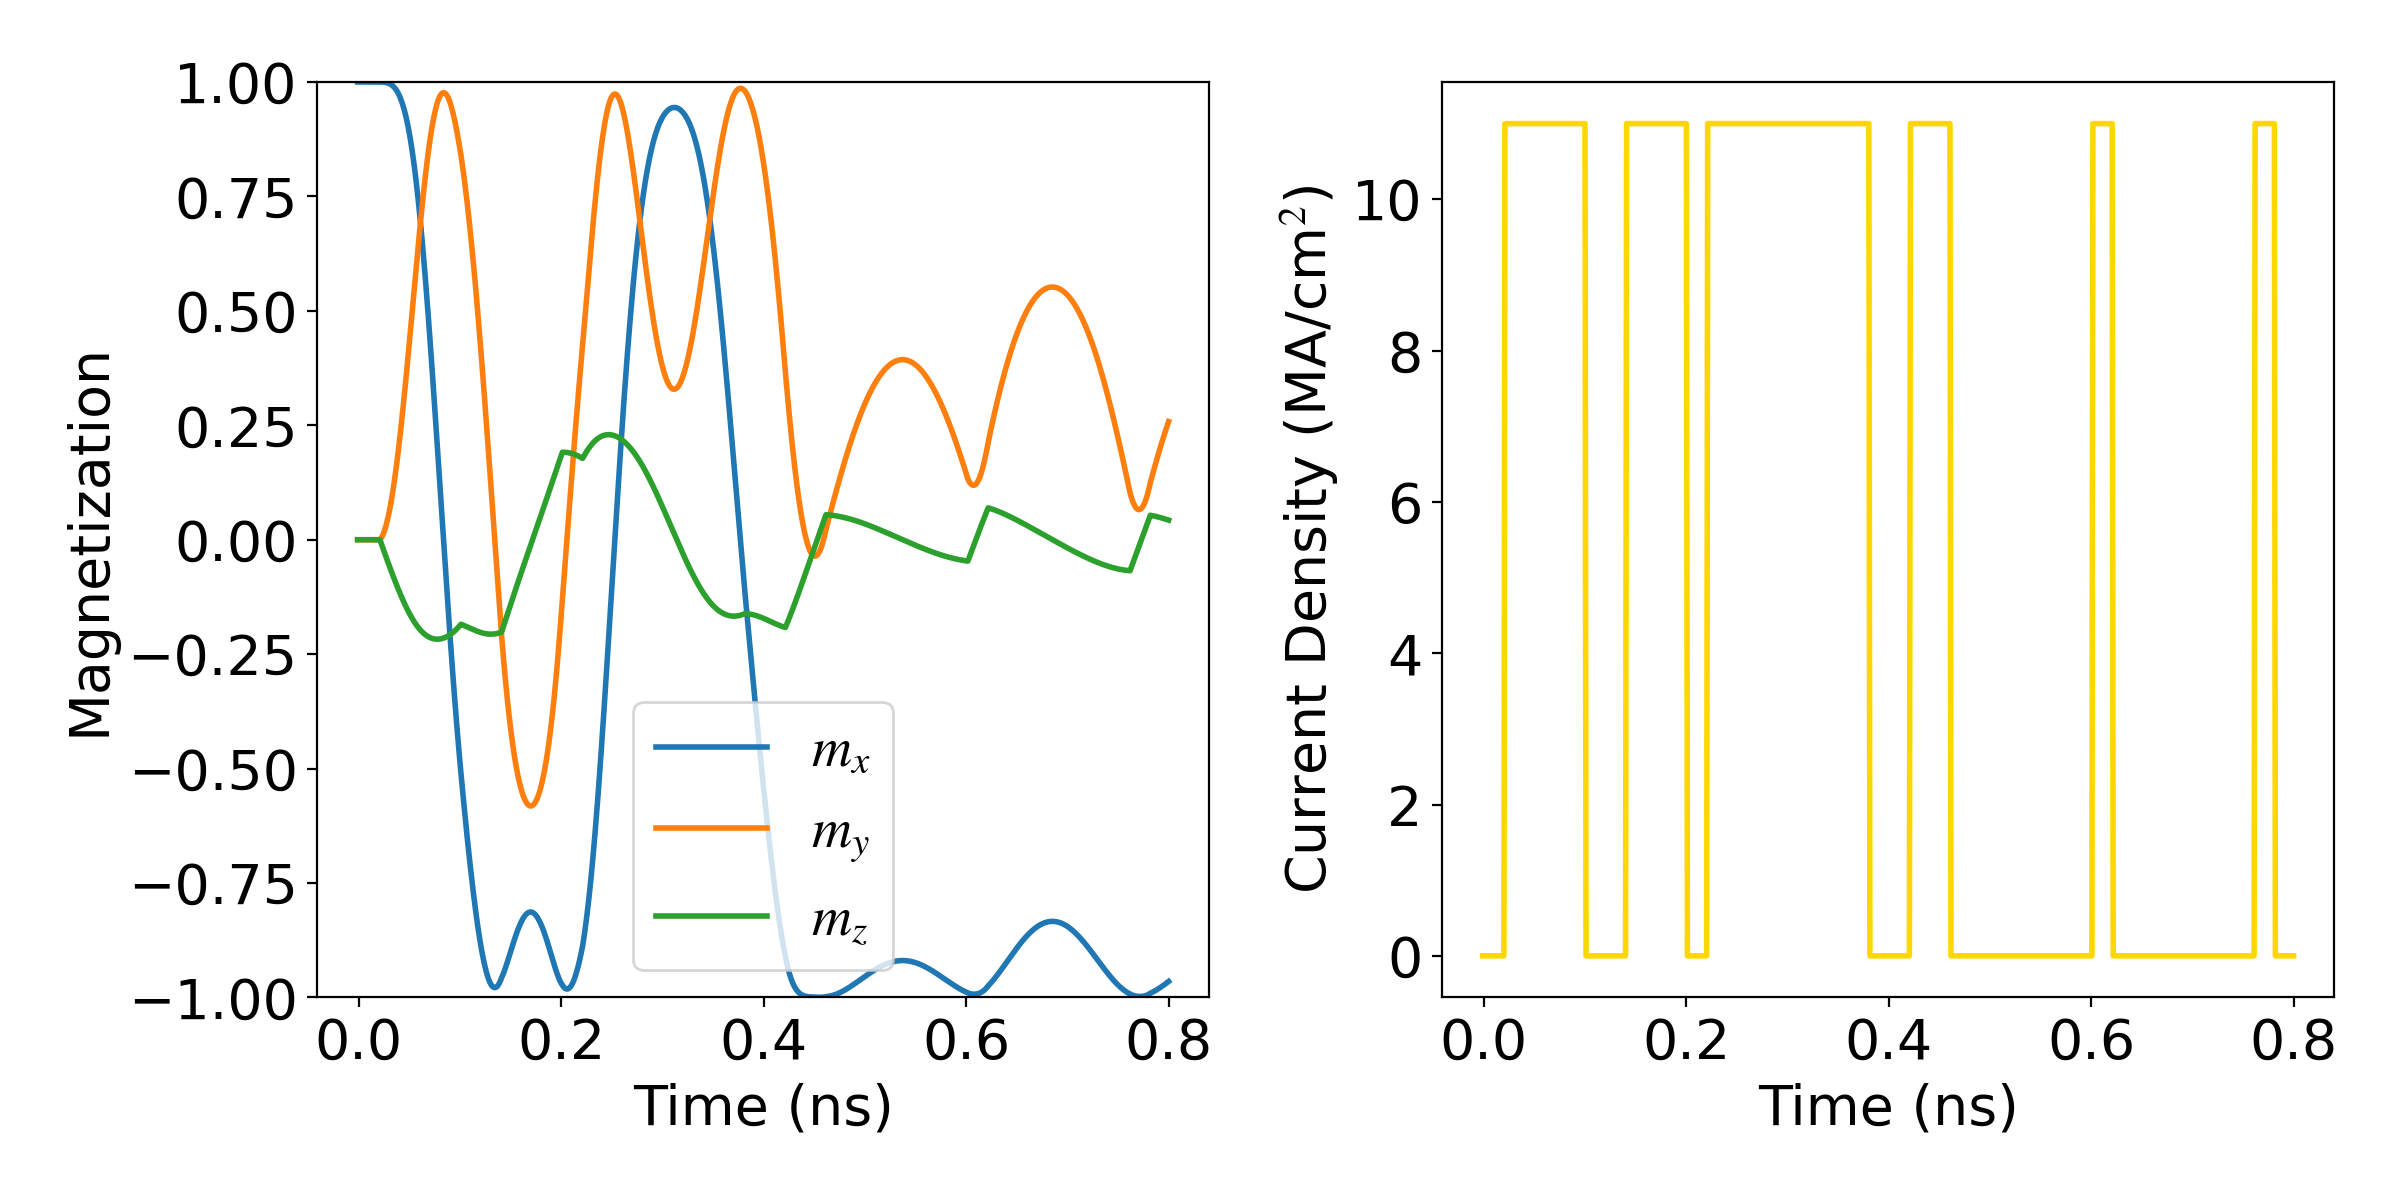 Magnetization
1.00
0.75
0.50
0.25
0.00
−0.25
−0.50
−0.75
−1.00
0.0 0.2 0.4 0.6 0.8
Time (ns)
m_x
m_y
m_z
Current Density (MA/cm²)
10
8
6
4
2
0
0.0 0.2 0.4 0.6 0.8
Time (ns)